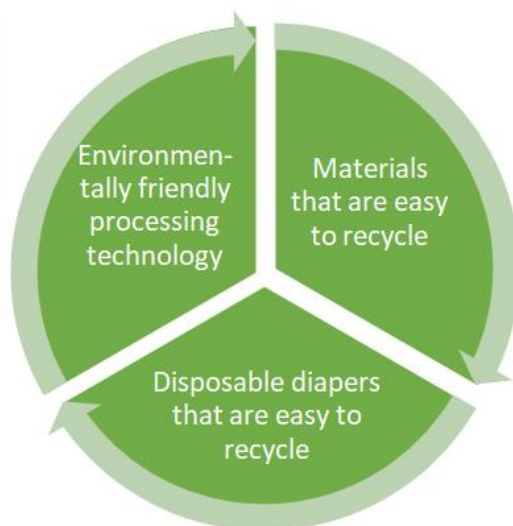 Environmen-
tally friendly
processing
technology
Materials
that are easy
to recycle
Disposable diapers
that are easy to
recycle